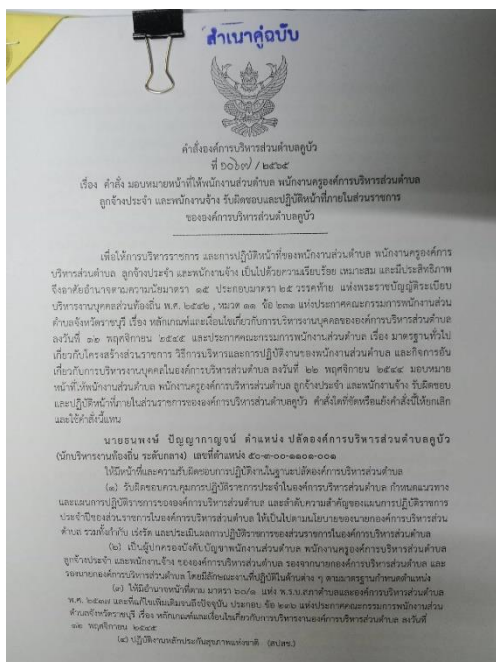 สำเนาคู่ฉบับ
คำสั่งองค์การบริหารส่วนตำบลคูบัว
ที่ ๑๐๖๗ / ๒๕๖๕
เรื่อง คำสั่ง มอบหมายหน้าที่ให้พนักงานส่วนตำบล พนักงานครูองค์การบริหารส่วนตำบล
ลูกจ้างประจำ และพนักงานจ้าง รับผิดชอบและปฏิบัติหน้าที่ภายในส่วนราชการ
ขององค์การบริหารส่วนตำบลคูบัว
เพื่อให้การบริหารราชการ และการปฏิบัติหน้าที่ของพนักงานส่วนตำบล พนักงานครูองค์การ
บริหารส่วนตำบล ลูกจ้างประจำ และพนักงานจ้าง เป็นไปด้วยความเรียบร้อย เหมาะสม และมีประสิทธิภาพ
จึงอาศัยอำนาจตามความนัยมาตรา ๑๕ ประกอบมาตรา ๒๕ วรรคท้าย แห่งพระราชบัญญัติระเบียบ
บริหารงานบุคคลส่วนท้องถิ่น พ.ศ. ๒๕๔๒ , หมวด ๑๑ ข้อ ๒๓๑ แห่งประกาศคณะกรรมการพนักงานส่วน
ตำบลจังหวัดราชบุรี เรื่อง หลักเกณฑ์และเงื่อนไขเกี่ยวกับการบริหารงานบุคคลขององค์การบริหารส่วนตำบล
ลงวันที่ ๑๒ พฤศจิกายน ๒๕๔๕ และประกาศคณะกรรมการพนักงานส่วนตำบล เรื่อง มาตรฐานทั่วไป
เกี่ยวกับโครงสร้างส่วนราชการ วิธีการบริหารและการปฏิบัติงานของพนักงานส่วนตำบล และกิจการอัน
เกี่ยวกับการบริหารงานบุคคลในองค์การบริหารส่วนตำบล ลงวันที่ ๒๒ พฤศจิกายน ๒๕๔๔ มอบหมาย
หน้าที่ให้พนักงานส่วนตำบล พนักงานครูองค์การบริหารส่วนตำบล ลูกจ้างประจำ และพนักงานจ้าง รับผิดชอบ
และปฏิบัติหน้าที่ภายในส่วนราชการขององค์การบริหารส่วนตำบลคูบัว คำสั่งใดที่ขัดหรือแย้งคำสั่งนี้ให้ยกเลิก
และใช้คำสั่งนี้แทน
นายธนพงษ์ ปัญญากาญจน์ ตำแหน่ง ปลัดองค์การบริหารส่วนตำบลคูบัว
(นักบริหารงานท้องถิ่น ระดับกลาง) เลขที่ตำแหน่ง ๕๐-๓-๐๐-๑๑๐๑-๐๐๑
ให้มีหน้าที่และความรับผิดชอบการปฏิบัติงานในฐานะปลัดองค์การบริหารส่วนตำบล
(๑) รับผิดชอบควบคุมการปฏิบัติราชการประจำในองค์การบริหารส่วนตำบล กำหนดแนวทาง
และแผนการปฏิบัติราชการขององค์การบริหารส่วนตำบล และลำดับความสำคัญของแผนการปฏิบัติราชการ
ประจำปีของส่วนราชการในองค์การบริหารส่วนตำบล ให้เป็นไปตามนโยบายของนายกองค์การบริหารส่วน
ตำบล รวมทั้งกำกับ เร่งรัด และประเมินผลการปฏิบัติราชการของส่วนราชการในองค์การบริหารส่วนตำบล
(๒) เป็นผู้ปกครองบังคับบัญชาพนักงานส่วนตำบล พนักงานครูองค์การบริหารส่วนตำบล
ลูกจ้างประจำ และพนักงานจ้าง ขององค์การบริหารส่วนตำบล รองจากนายกองค์การบริหารส่วนตำบล และ
รองนายกองค์การบริหารส่วนตำบล โดยมีลักษณะงานที่ปฏิบัติในด้านต่าง ๆ ตามมาตรฐานกำหนดตำแหน่ง
(๓) ให้มีอำนาจหน้าที่ตาม มาตรา ๖๐/๑ แห่ง พ.ร.บ.สภาตำบลและองค์การบริหารส่วนตำบล
พ.ศ. ๒๕๓๗ และที่แก้ไขเพิ่มเติมจนถึงปัจจุบัน ประกอบ ข้อ ๒๓๖ แห่งประกาศคณะกรรมการพนักงานส่วน
ตำบลจังหวัดราชบุรี เรื่อง หลักเกณฑ์และเงื่อนไขเกี่ยวกับการบริหารงานองค์การบริหารส่วนตำบล ลงวันที่
๑๒ พฤศจิกายน ๒๕๔๕
(๔) ปฏิบัติงานหลักประกันสุขภาพแห่งชาติ (สปสช.)